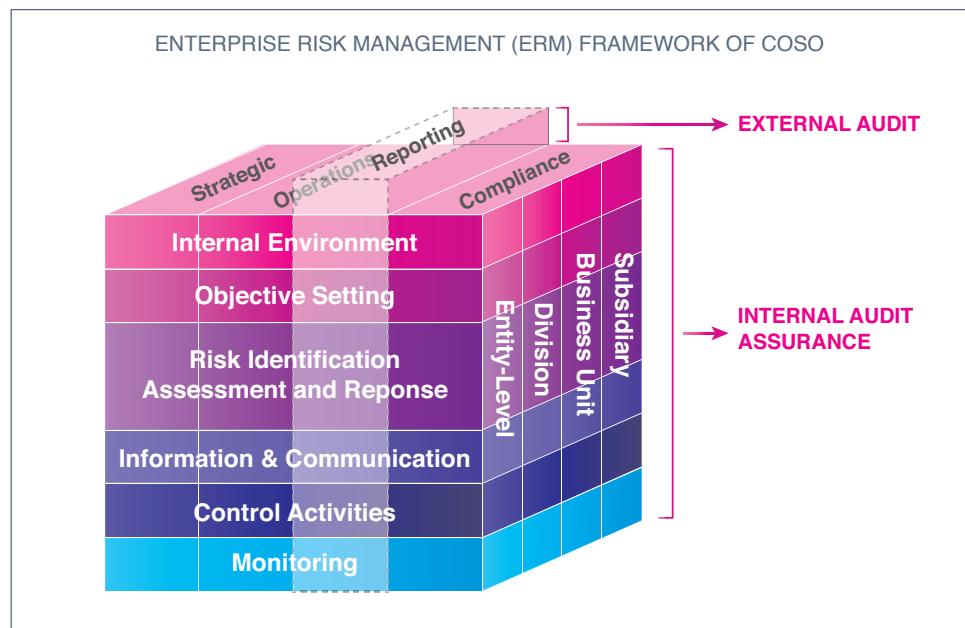 ENTERPRISE RISK MANAGEMENT (ERM) FRAMEWORK OF COSO
EXTERNAL AUDIT
Strategic
Operations
Reporting
Compliance
Internal Environment
Objective Setting
Risk Identification
Assessment and Reponse
Information & Communication
Control Activities
Monitoring
Entity-Level
Division
Business Unit
Subsidiary
INTERNAL AUDIT
ASSURANCE